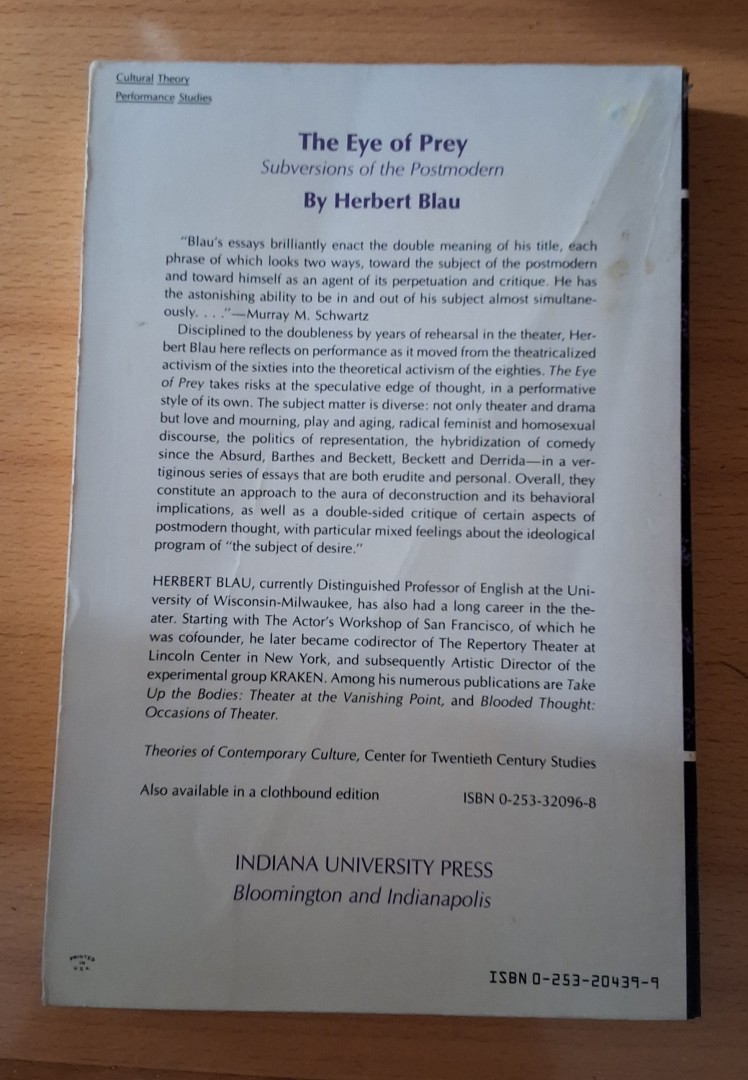 Cultural Theory
Performance Studies
The Eye of Prey
Subversions of the Postmodern
By Herbert Blau
"Blau's essays brilliantly enact the double meaning of his title, each
phrase of which looks two ways, toward the subject of the postmodern
and toward himself as an agent of its perpetuation and critique. He has
the astonishing ability to be in and out of his subject almost simultane-
ously. . . ."—Murray M. Schwartz
Disciplined to the doubleness by years of rehearsal in the theater, Her-
bert Blau here reflects on performance as it moved from the theatricalized
activism of the sixties into the theoretical activism of the eighties. The Eye
of Prey takes risks at the speculative edge of thought, in a performative
style of its own. The subject matter is diverse: not only theater and drama
but love and mourning, play and aging, radical feminist and homosexual
discourse, the politics of representation, the hybridization of comedy
since the Absurd, Barthes and Beckett, Beckett and Derrida—in a ver-
tiginous series of essays that are both erudite and personal. Overall, they
constitute an approach to the aura of deconstruction and its behavioral
implications, as well as a double-sided critique of certain aspects of
postmodern thought, with particular mixed feelings about the ideological
program of "the subject of desire."
HERBERT BLAU, currently Distinguished Professor of English at the Uni-
versity of Wisconsin-Milwaukee, has also had a long career in the the-
ater. Starting with The Actor's Workshop of San Francisco, of which he
was cofounder, he later became codirector of The Repertory Theater at
Lincoln Center in New York, and subsequently Artistic Director of the
experimental group KRAKEN. Among his numerous publications are Take
Up the Bodies: Theater at the Vanishing Point, and Blooded Thought:
Occasions of Theater.
Theories of Contemporary Culture, Center for Twentieth Century Studies
Also available in a clothbound edition ISBN 0-253-32096-8
INDIANA UNIVERSITY PRESS
Bloomington and Indianapolis
PRINTED
IN
U.S.A.
ISBN 0-253-20439-9